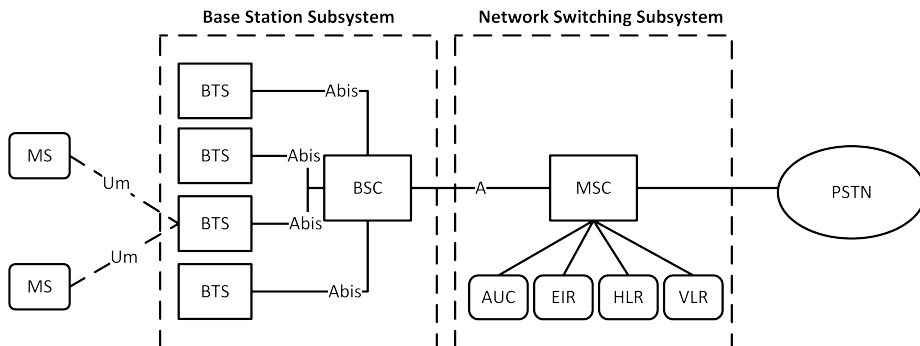 Base Station Subsystem
Network Switching Subsystem
BTS
Abis
BTS
Abis
MS
Um
BSC
A
MSC
PSTN
BTS
Abis
Um
MS
BTS
Abis
AUC
EIR
HLR
VLR